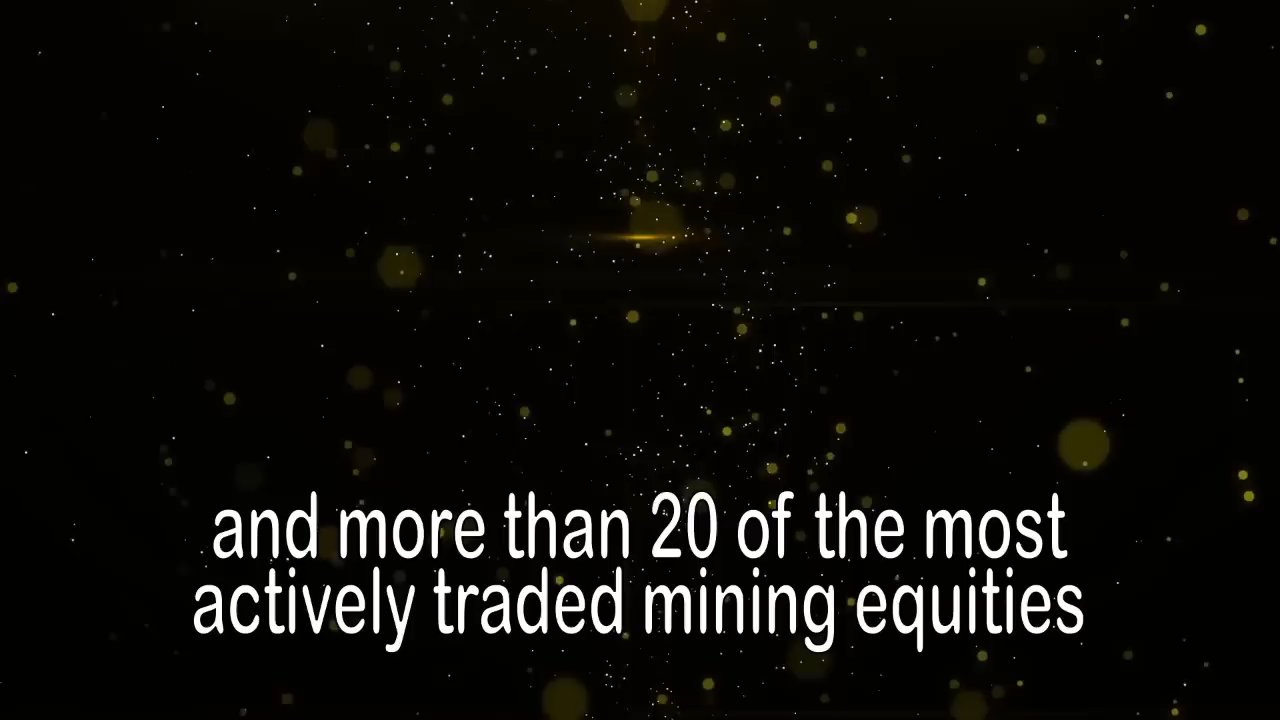 and more than 20 of the most
actively traded mining equities